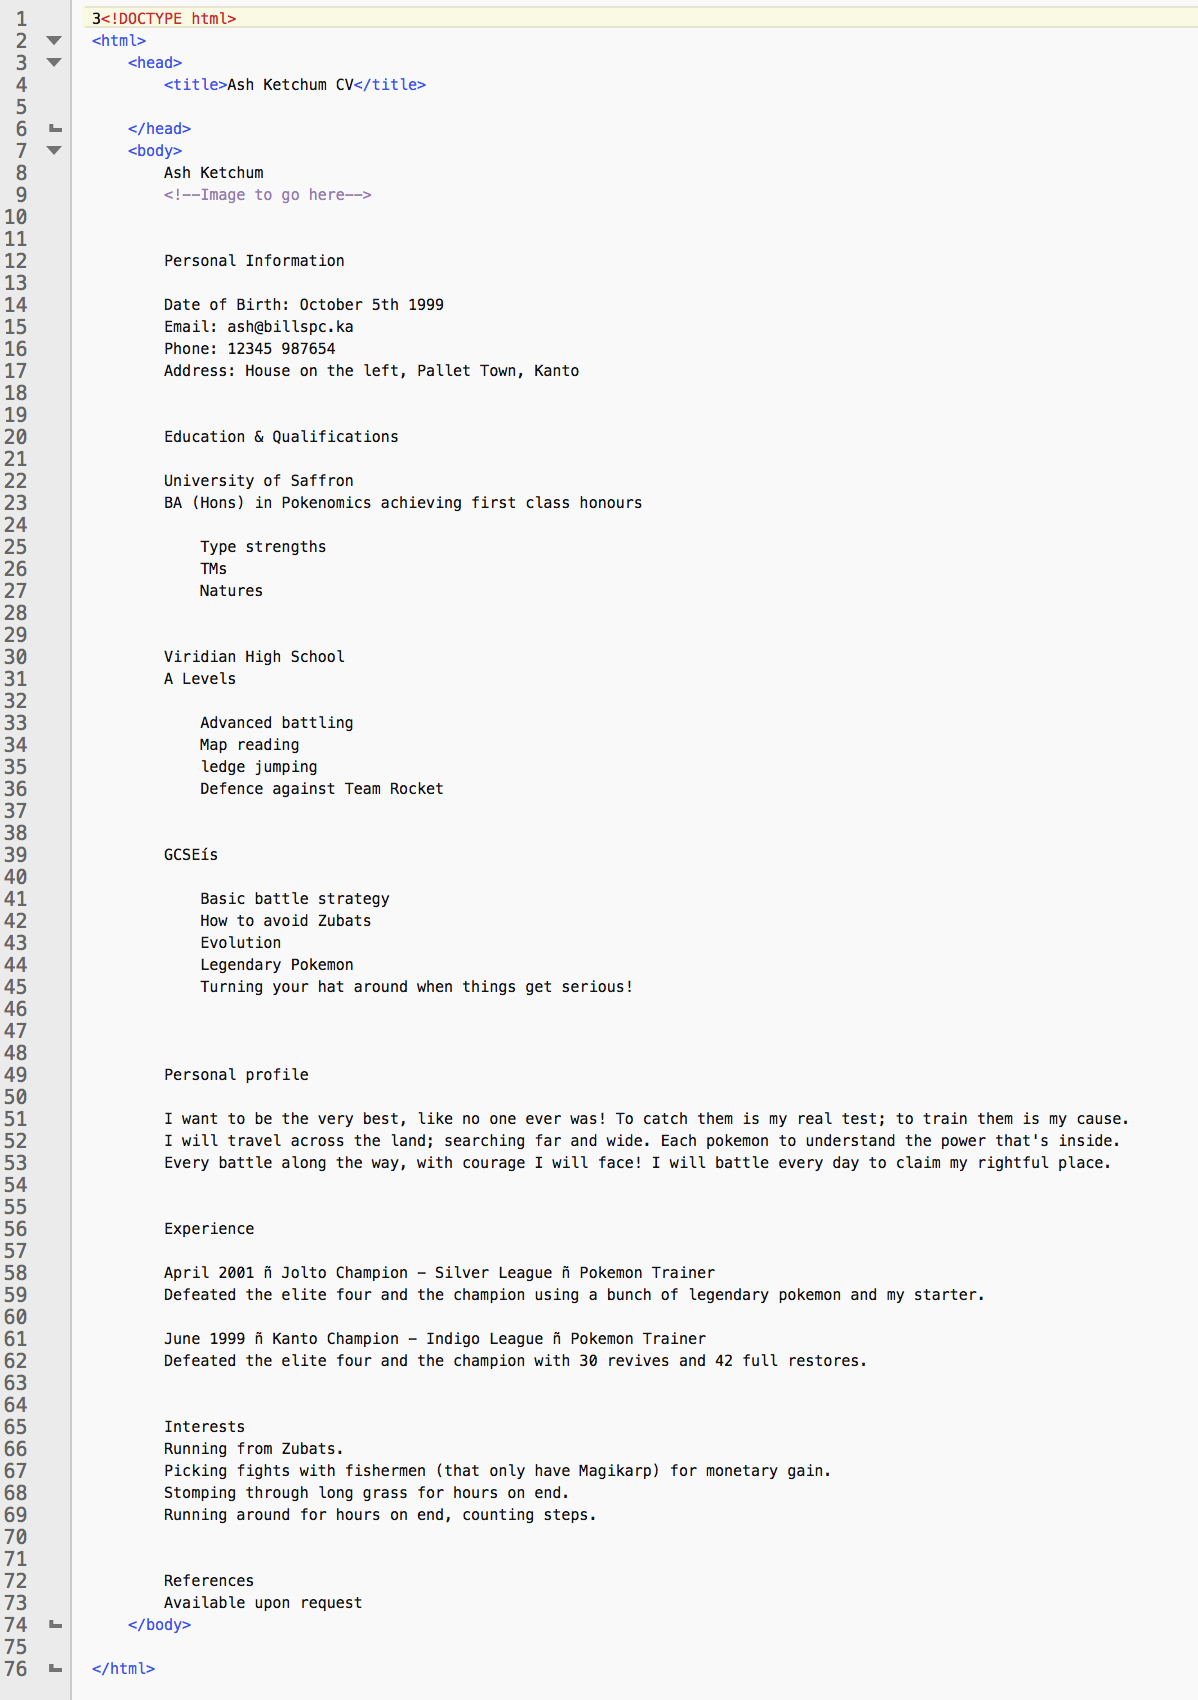 1 3<!DOCTYPE html>
2 <html>
3 <head>
4 <title>Ash Ketchum CV</title>
5
6 </head>
7 <body>
8 Ash Ketchum
9 <!--Image to go here-->
10
11
12 Personal Information
13
14 Date of Birth: October 5th 1999
15 Email: ash@billspc.ka
16 Phone: 12345 987654
17 Address: House on the left, Pallet Town, Kanto
18
19
20 Education & Qualifications
21
22 University of Saffron
23 BA (Hons) in Pokenomics achieving first class honours
24
25 Type strengths
26 TMs
27 Natures
28
29
30 Viridian High School
31 A Levels
32
33 Advanced battling
34 Map reading
35 ledge jumping
36 Defence against Team Rocket
37
38
39 GCSEís
40
41 Basic battle strategy
42 How to avoid Zubats
43 Evolution
44 Legendary Pokemon
45 Turning your hat around when things get serious!
46
47
48
49 Personal profile
50
51 I want to be the very best, like no one ever was! To catch them is my real test; to train them is my cause.
52 I will travel across the land; searching far and wide. Each pokemon to understand the power that's inside.
53 Every battle along the way, with courage I will face! I will battle every day to claim my rightful place.
54
55
56 Experience
57
58 April 2001 ñ Jolto Champion - Silver League ñ Pokemon Trainer
59 Defeated the elite four and the champion using a bunch of legendary pokemon and my starter.
60
61 June 1999 ñ Kanto Champion - Indigo League ñ Pokemon Trainer
62 Defeated the elite four and the champion with 30 revives and 42 full restores.
63
64
65 Interests
66 Running from Zubats.
67 Picking fights with fishermen (that only have Magikarp) for monetary gain.
68 Stomping through long grass for hours on end.
69 Running around for hours on end, counting steps.
70
71
72 References
73 Available upon request
74 </body>
75
76 </html>